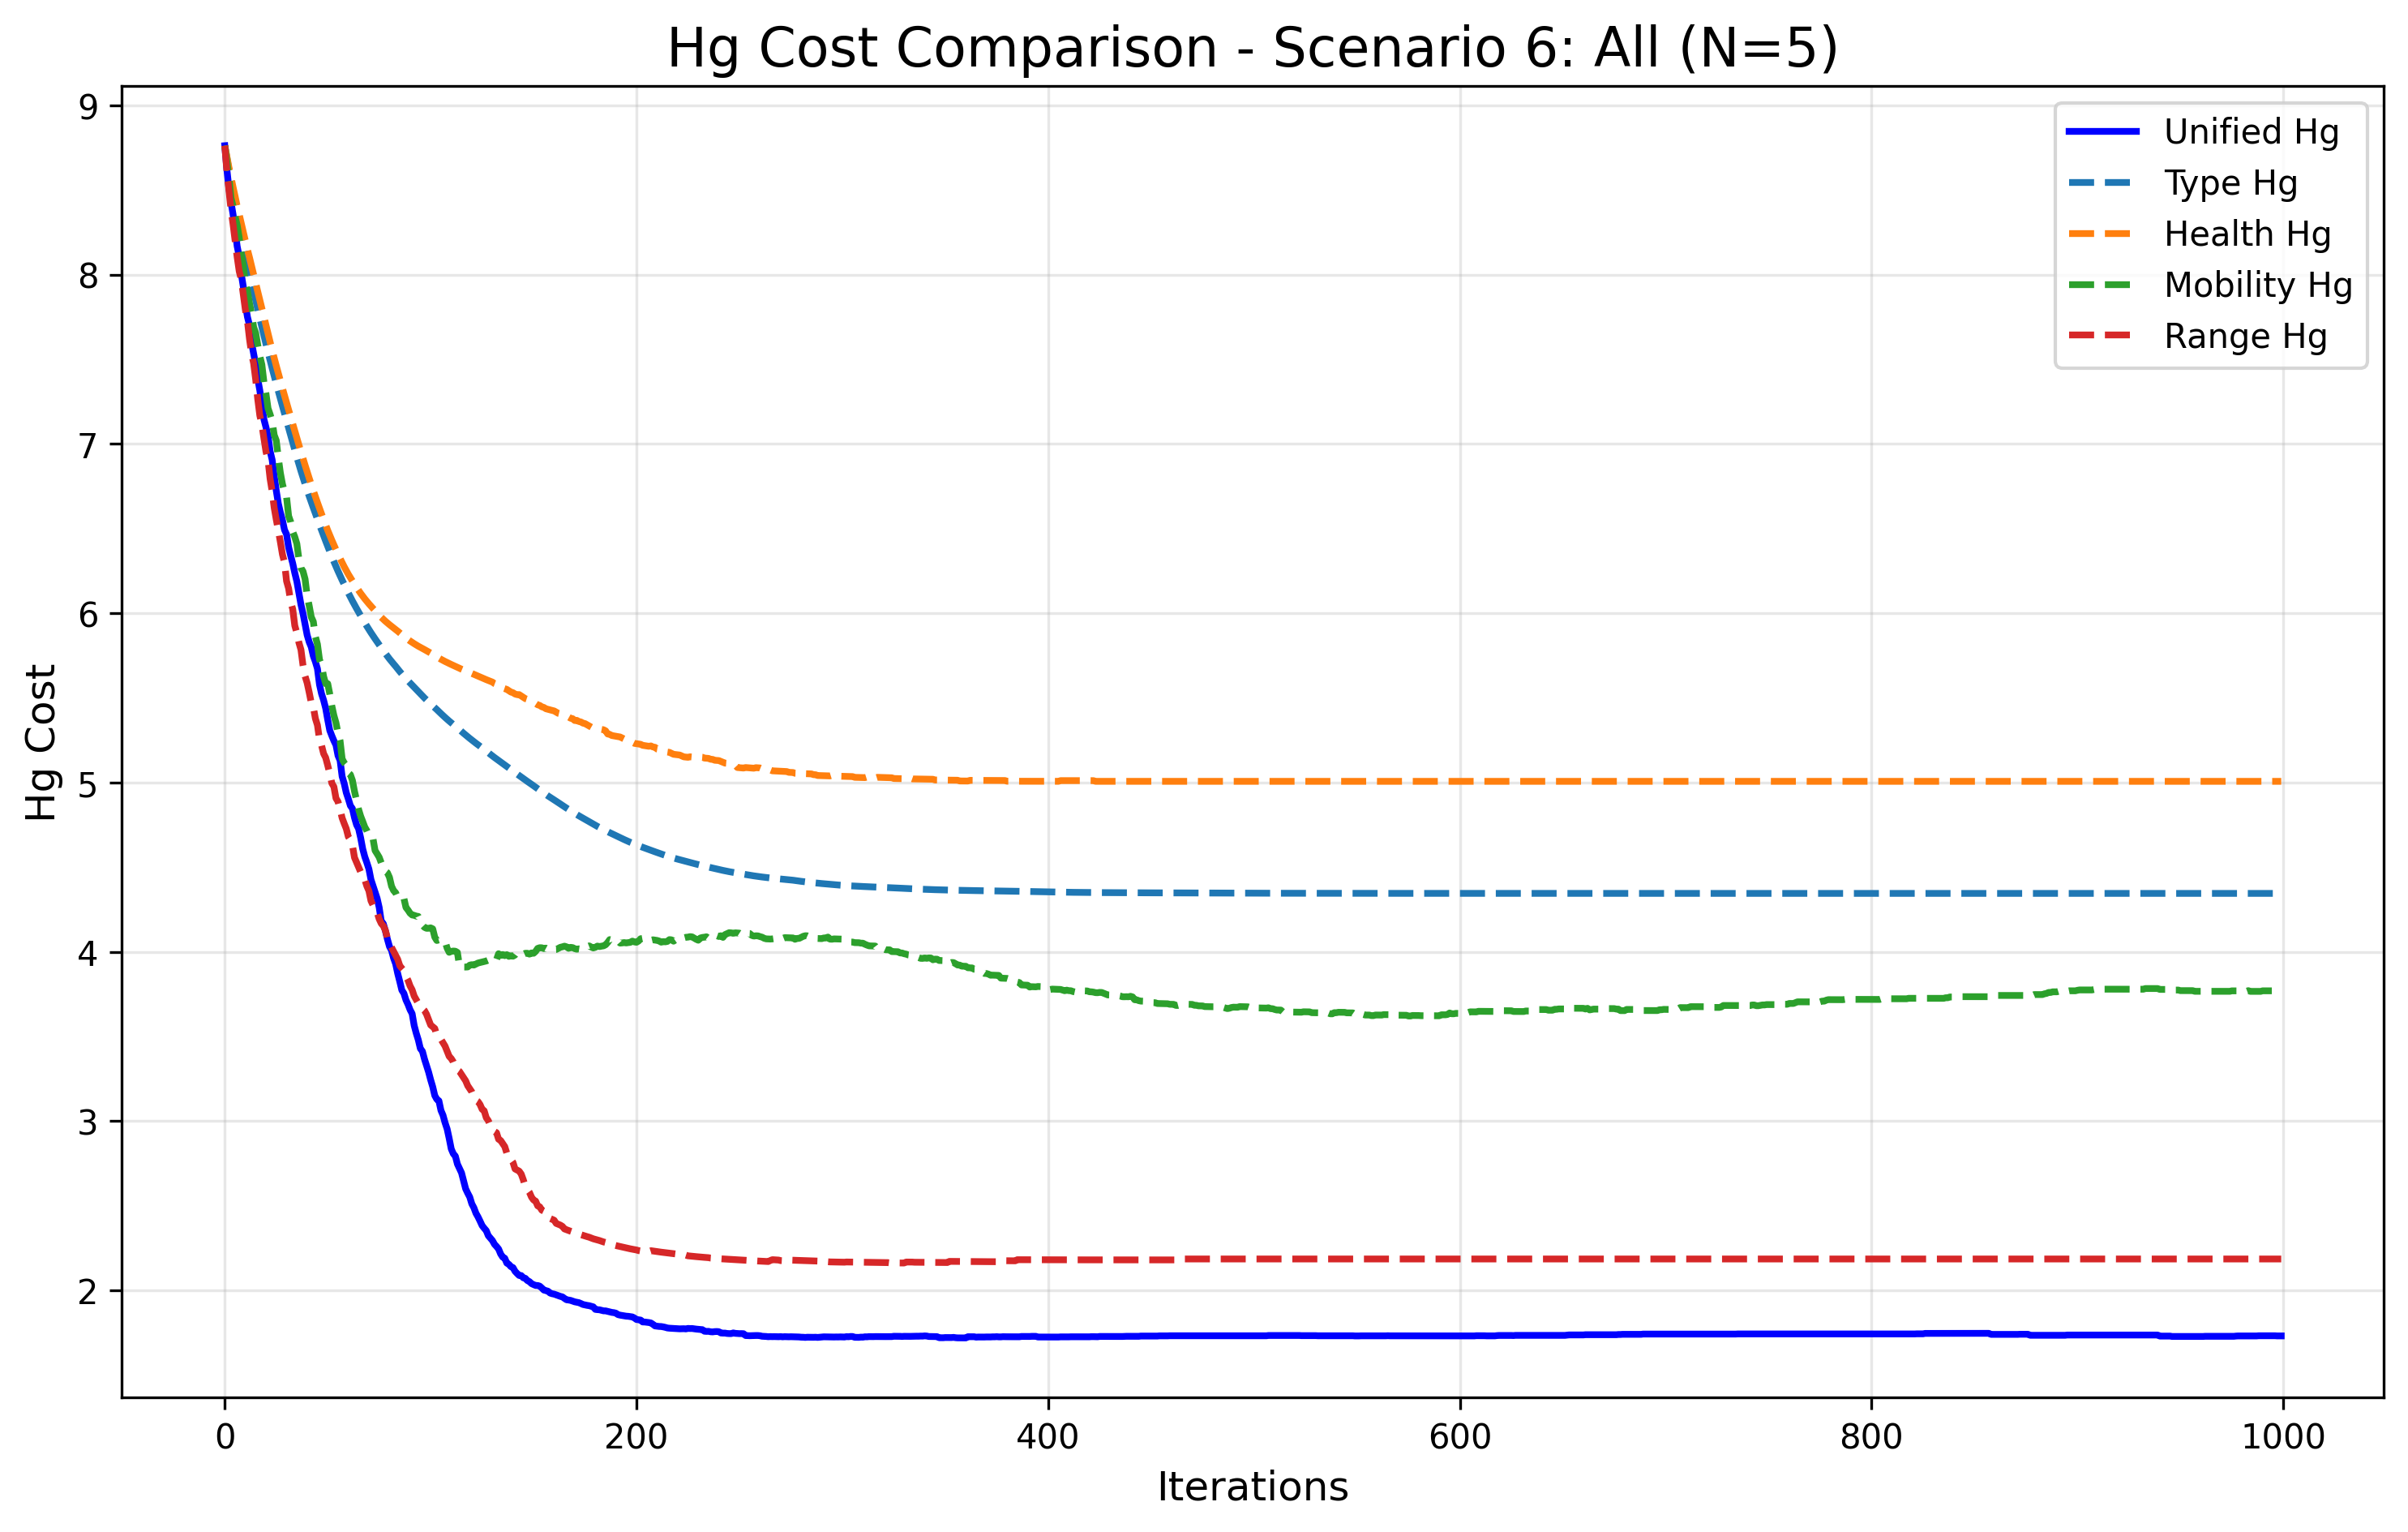 Hg Cost Comparison - Scenario 6: All (N=5)
9
8
7
6
5
4
3
2
Hg Cost
Unified Hg
Type Hg
Health Hg
Mobility Hg
Range Hg
0 200 400 600 800 1000
Iterations